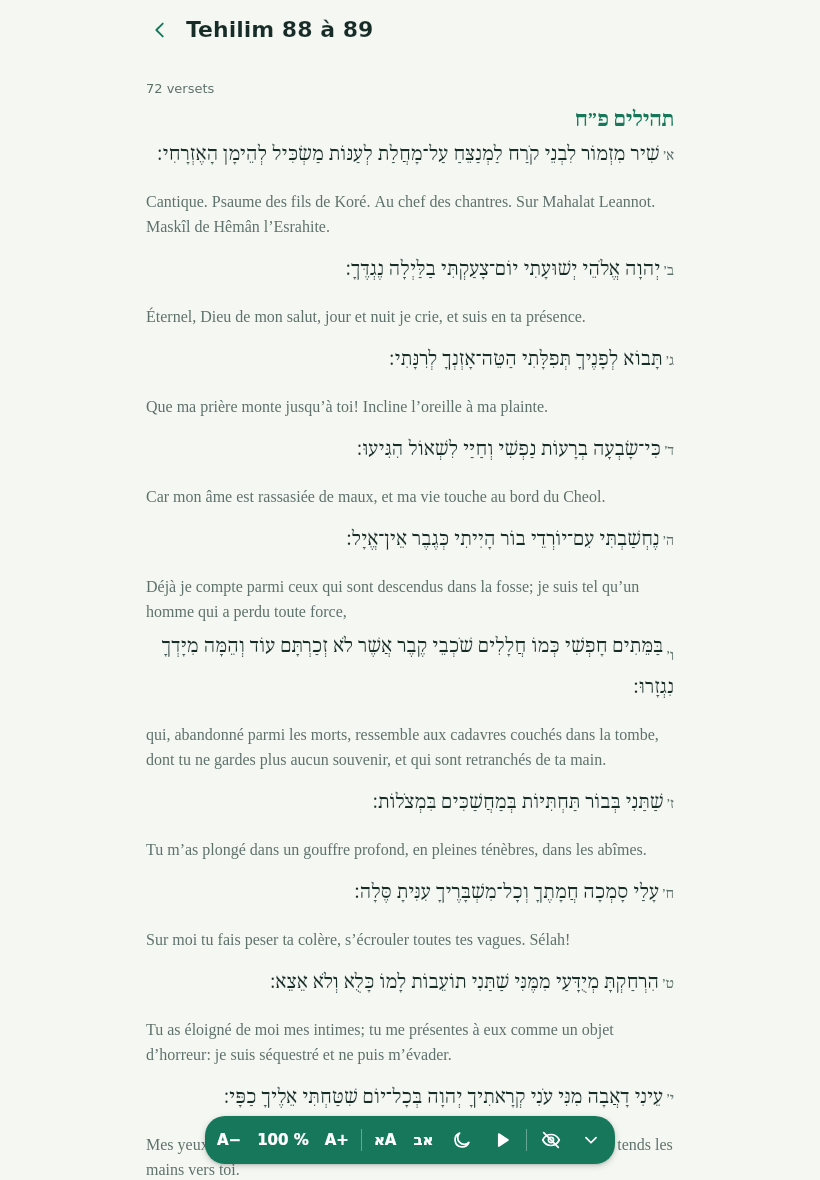 Tehilim 88 à 89
72 versets
תהילים פ״ח
א׳ שִׁיר מִזְמוֹר לִבְנֵי קֹרַח לַמְנַצֵּחַ עַל־מָחֲלַת לְעַנּוֹת מַשְׂכִּיל לְהֵימָן הָאֶזְרָחִי:
Cantique. Psaume des fils de Koré. Au chef des chantres. Sur Mahalat Leannot.
Maskîl de Hêmân l’Esrahite.
ב׳ יְהוָה אֱלֹהֵי יְשׁוּעָתִי יוֹם־צָעַקְתִּי בַלַּיְלָה נֶגְדֶּךָ:
Éternel, Dieu de mon salut, jour et nuit je crie, et suis en ta présence.
ג׳ תָּבוֹא לְפָנֶיךָ תְּפִלָּתִי הַטֵּה־אָזְנְךָ לְרִנָּתִי:
Que ma prière monte jusqu’à toi! Incline l’oreille à ma plainte.
ד׳ כִּי־שָׂבְעָה בְרָעוֹת נַפְשִׁי וְחַיַּי לִשְׁאוֹל הִגִּיעוּ:
Car mon âme est rassasiée de maux, et ma vie touche au bord du Cheol.
ה׳ נֶחְשַׁבְתִּי עִם־יוֹרְדֵי בוֹר הָיִיתִי כְּגֶבֶר אֵין־אֱיָל:
Déjà je compte parmi ceux qui sont descendus dans la fosse; je suis tel qu’un
homme qui a perdu toute force,
ו׳ בַּמֵּתִים חָפְשִׁי כְּמוֹ חֲלָלִים שֹׁכְבֵי קֶבֶר אֲשֶׁר לֹא זְכַרְתָּם עוֹד וְהֵמָּה מִיָּדְךָ
נִגְזָרוּ:
qui, abandonné parmi les morts, ressemble aux cadavres couchés dans la tombe,
dont tu ne gardes plus aucun souvenir, et qui sont retranchés de ta main.
ז׳ שַׁתַּנִי בְּבוֹר תַּחְתִּיּוֹת בְּמַחֲשַׁכִּים בִּמְצֹלוֹת:
Tu m’as plongé dans un gouffre profond, en pleines ténèbres, dans les abîmes.
ח׳ עָלַי סָמְכָה חֲמָתֶךָ וְכָל־מִשְׁבָּרֶיךָ עִנִּיתָ סֶּלָה:
Sur moi tu fais peser ta colère, s’écrouler toutes tes vagues. Sélah!
ט׳ הִרְחַקְתָּ מְיֻדָּעַי מִמֶּנִּי שַׁתַּנִי תוֹעֵבוֹת לָמוֹ כָּלֻא וְלֹא אֵצֵא:
Tu as éloigné de moi mes intimes; tu me présentes à eux comme un objet
d’horreur: je suis séquestré et ne puis m’évader.
י׳ עֵינִי דָאֲבָה מִנִּי עֹנִי קְרָאתִיךָ יְהוָה בְּכָל־יוֹם שִׁטַּחְתִּי אֵלֶיךָ כַפָּי:
Mes yeux tends les
mains vers toi.
A− 100 % A+ אA אב